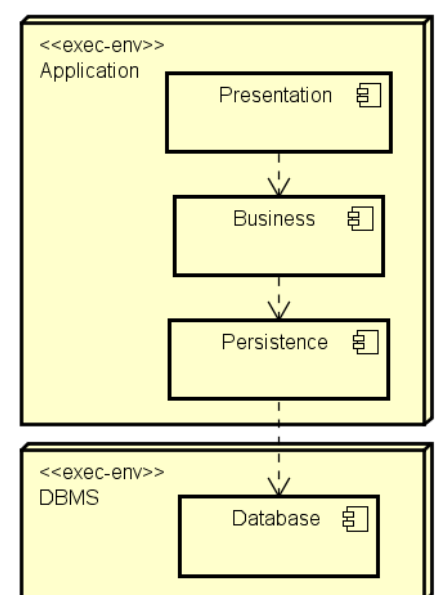 <<exec-env>>
Application
Presentation
Business
Persistence
<<exec-env>>
DBMS
Database